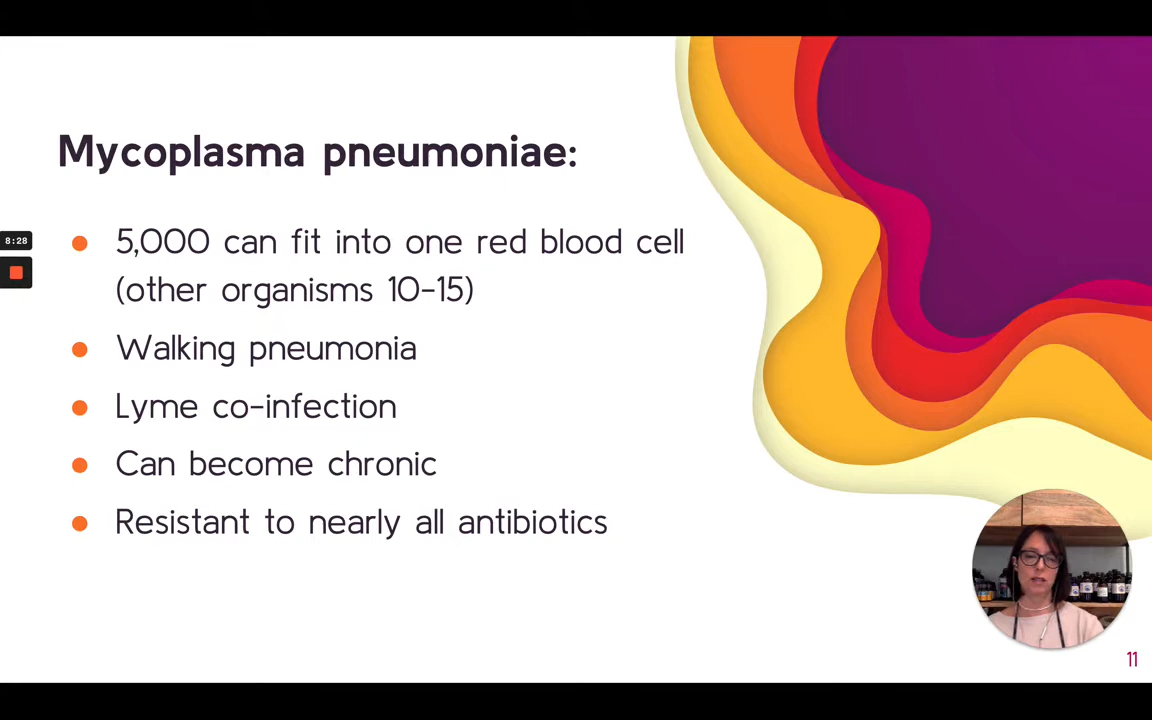 Mycoplasma pneumoniae:
8:28
● 5,000 can fit into one red blood cell
(other organisms 10-15)
● Walking pneumonia
● Lyme co-infection
● Can become chronic
● Resistant to nearly all antibiotics
11